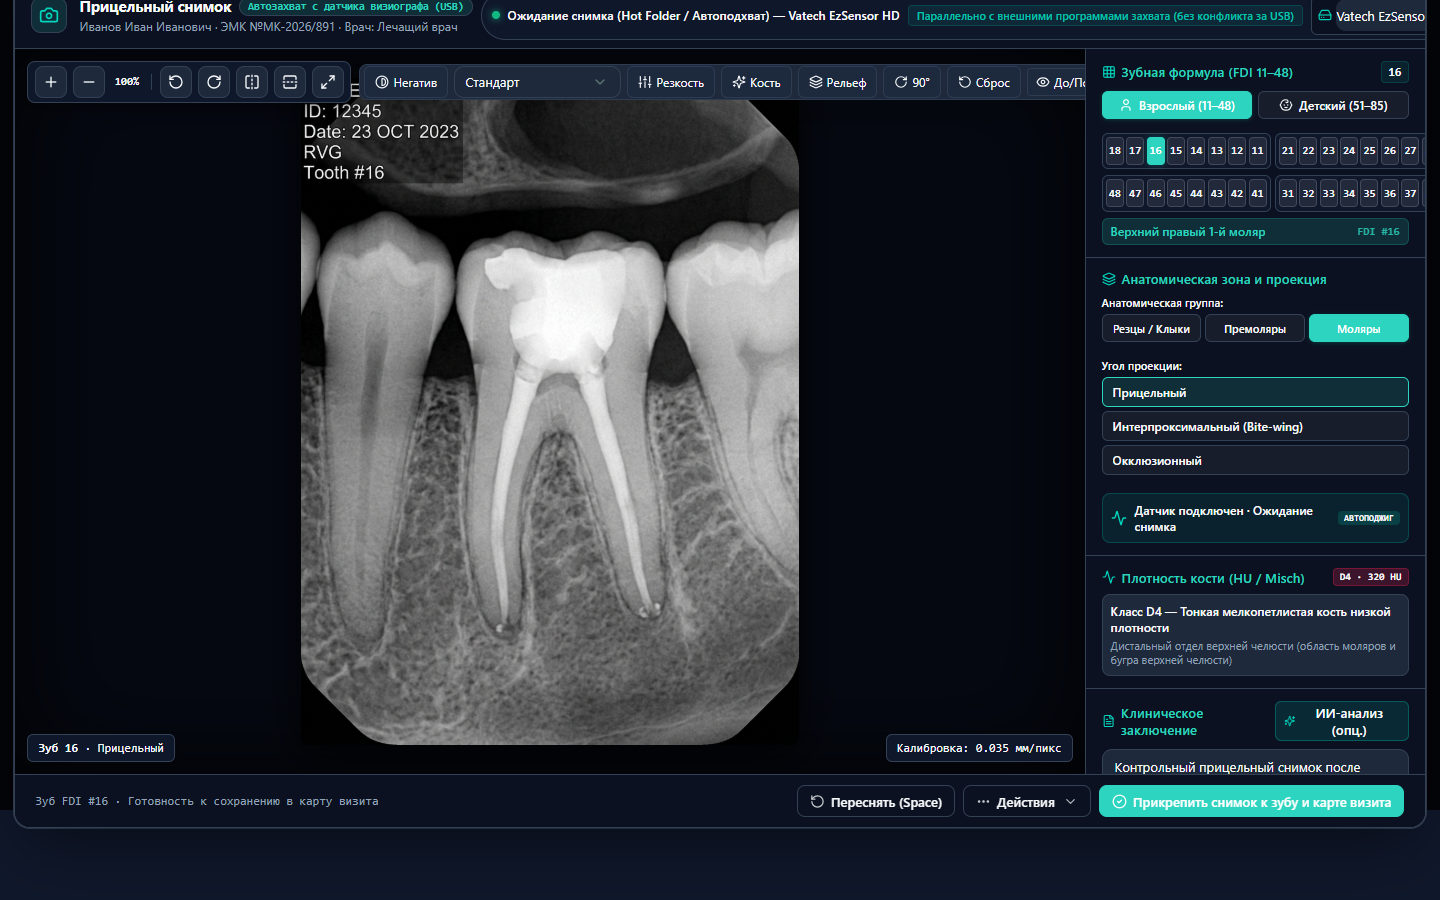 Прицельный снимок
Автозахват с датчика визиографа (USB)
Иванов Иван Иванович · ЭМК №МК-2026/891 · Врач: Лечащий врач
Ожидание снимка (Hot Folder / Автоподхват) — Vatech EzSensor HD
Параллельно с внешними программами захвата (без конфликта за USB)
Vatech EzSenso
100%
Негатив
Стандарт
Резкость
Кость
Рельеф
90°
Сброс
До/По
ID: 12345
Date: 23 OCT 2023
RVG
Tooth #16
Зуб 16 · Прицельный
Калибровка: 0.035 мм/пикс
Зубная формула (FDI 11–48)
16
Взрослый (11–48)
Детский (51–85)
18 17 16 15 14 13 12 11 21 22 23 24 25 26 27
48 47 46 45 44 43 42 41 31 32 33 34 35 36 37
Верхний правый 1-й моляр
FDI #16
Анатомическая зона и проекция
Анатомическая группа:
Резцы / Клыки
Премоляры
Моляры
Угол проекции:
Прицельный
Интерпроксимальный (Bite-wing)
Окклюзионный
Датчик подключен · Ожидание
снимка
АВТОПОДЖИГ
Плотность кости (HU / Misch)
D4 · 320 HU
Класс D4 — Тонкая мелкопетлистая кость низкой
плотности
Дистальный отдел верхней челюсти (область моляров и
бугра верхней челюсти)
Клиническое
заключение
ИИ-анализ
(опц.)
Контрольный прицельный снимок после
Зуб FDI #16 · Готовность к сохранению в карту визита
Переснять (Space)
Действия
Прикрепить снимок к зубу и карте визита